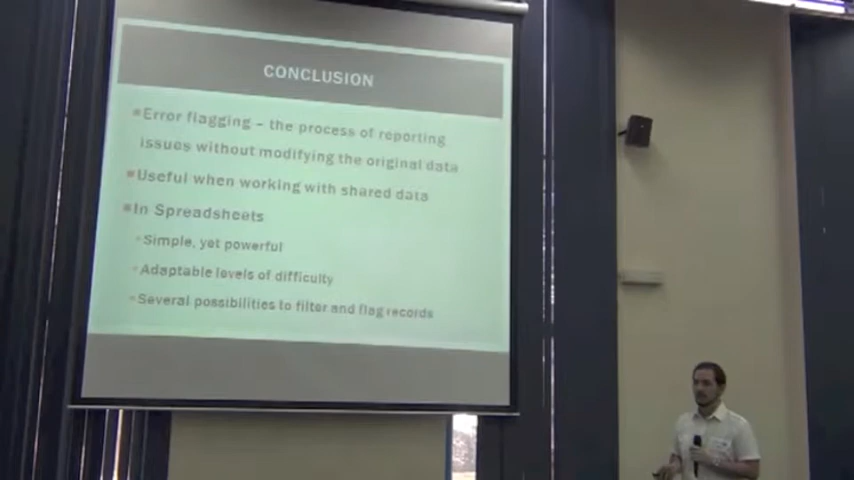 CONCLUSION
Error flagging – the process of reporting
issues without modifying the original data
Useful when working with shared data
In Spreadsheets
Simple, yet powerful
Adaptable levels of difficulty
Several possibilities to filter and flag records